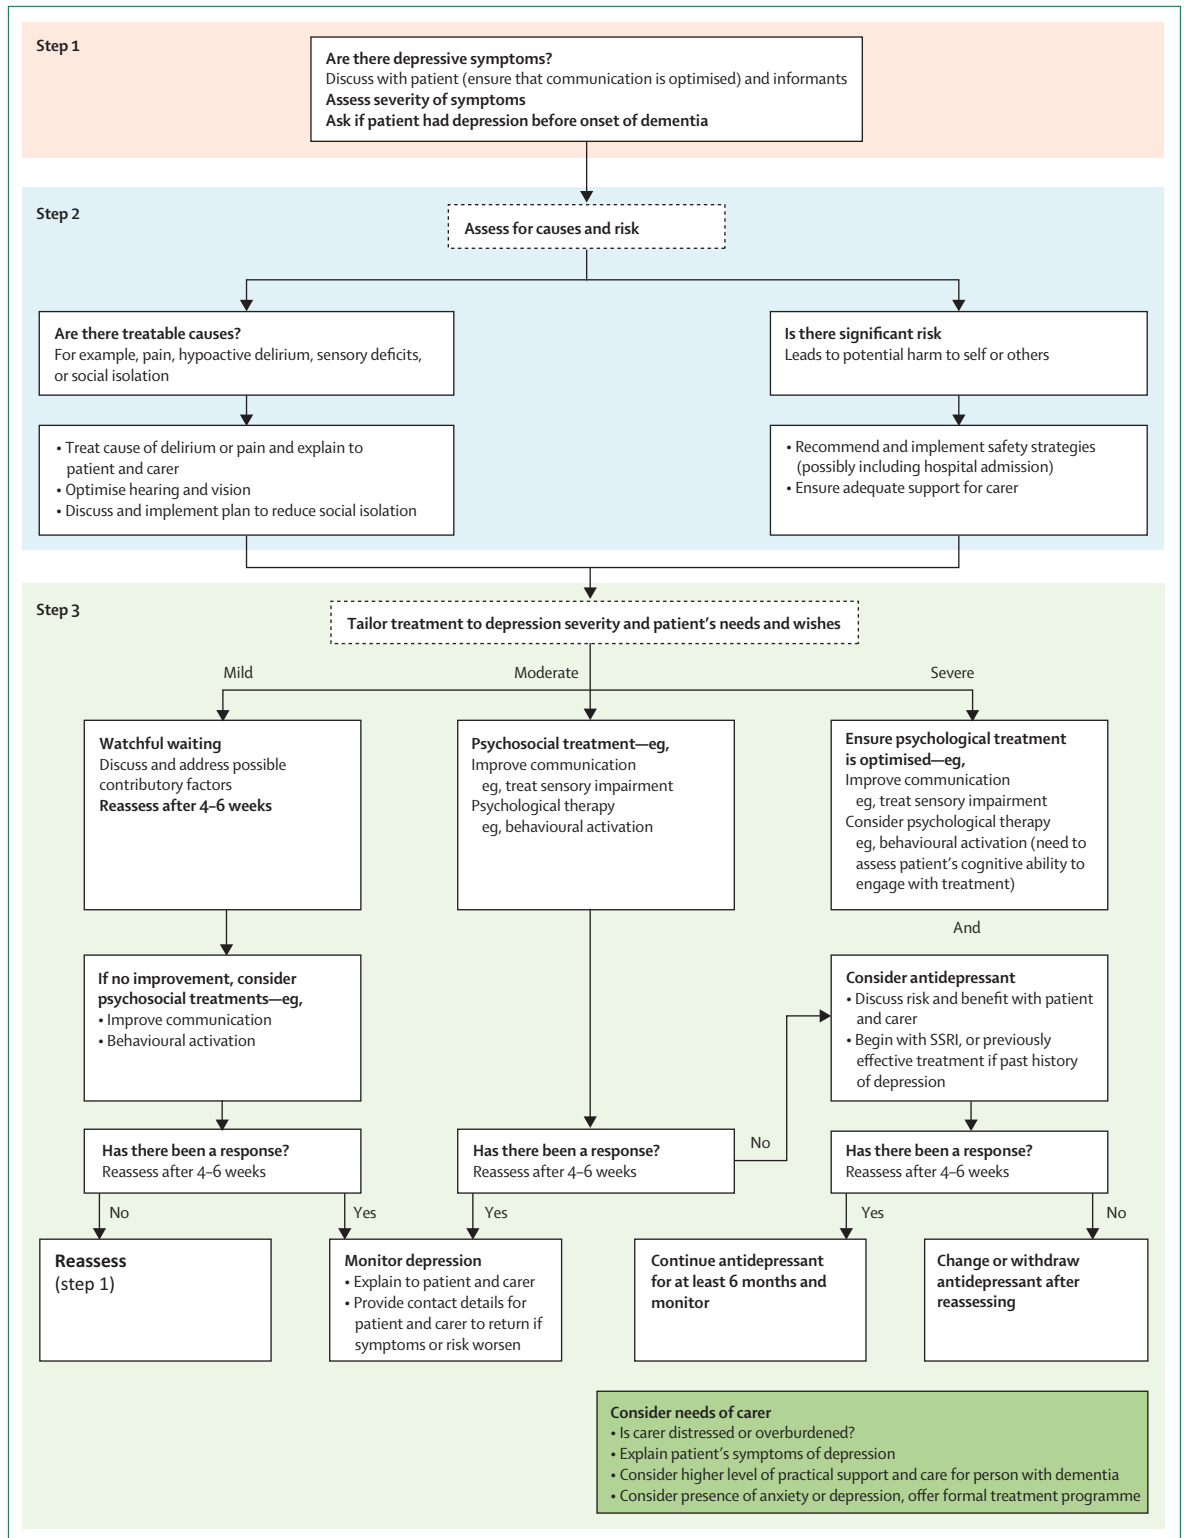 Step 1
Are there depressive symptoms?
Discuss with patient (ensure that communication is optimised) and informants
Assess severity of symptoms
Ask if patient had depression before onset of dementia
Step 2
Assess for causes and risk
Are there treatable causes?
For example, pain, hypoactive delirium, sensory deficits,
or social isolation
Is there significant risk
Leads to potential harm to self or others
• Treat cause of delirium or pain and explain to
patient and carer
• Optimise hearing and vision
• Discuss and implement plan to reduce social isolation
• Recommend and implement safety strategies
(possibly including hospital admission)
• Ensure adequate support for carer
Step 3
Tailor treatment to depression severity and patient's needs and wishes
Mild
Moderate
Severe
Watchful waiting
Discuss and address possible
contributory factors
Reassess after 4–6 weeks
Psychosocial treatment—eg,
Improve communication
eg, treat sensory impairment
Psychological therapy
eg, behavioural activation
Ensure psychological treatment
is optimised—eg,
Improve communication
eg, treat sensory impairment
Consider psychological therapy
eg, behavioural activation (need to
assess patient's cognitive ability to
engage with treatment)
And
If no improvement, consider
psychosocial treatments—eg,
• Improve communication
• Behavioural activation
Consider antidepressant
• Discuss risk and benefit with patient
and carer
• Begin with SSRI, or previously
effective treatment if past history
of depression
Has there been a response?
Reassess after 4–6 weeks
Has there been a response?
Reassess after 4–6 weeks
No
Has there been a response?
Reassess after 4–6 weeks
No
Yes
Yes
Yes
No
Reassess
(step 1)
Monitor depression
• Explain to patient and carer
• Provide contact details for
patient and carer to return if
symptoms or risk worsen
Continue antidepressant
for at least 6 months and
monitor
Change or withdraw
antidepressant after
reassessing
Consider needs of carer
• Is carer distressed or overburdened?
• Explain patient's symptoms of depression
• Consider higher level of practical support and care for person with dementia
• Consider presence of anxiety or depression, offer formal treatment programme